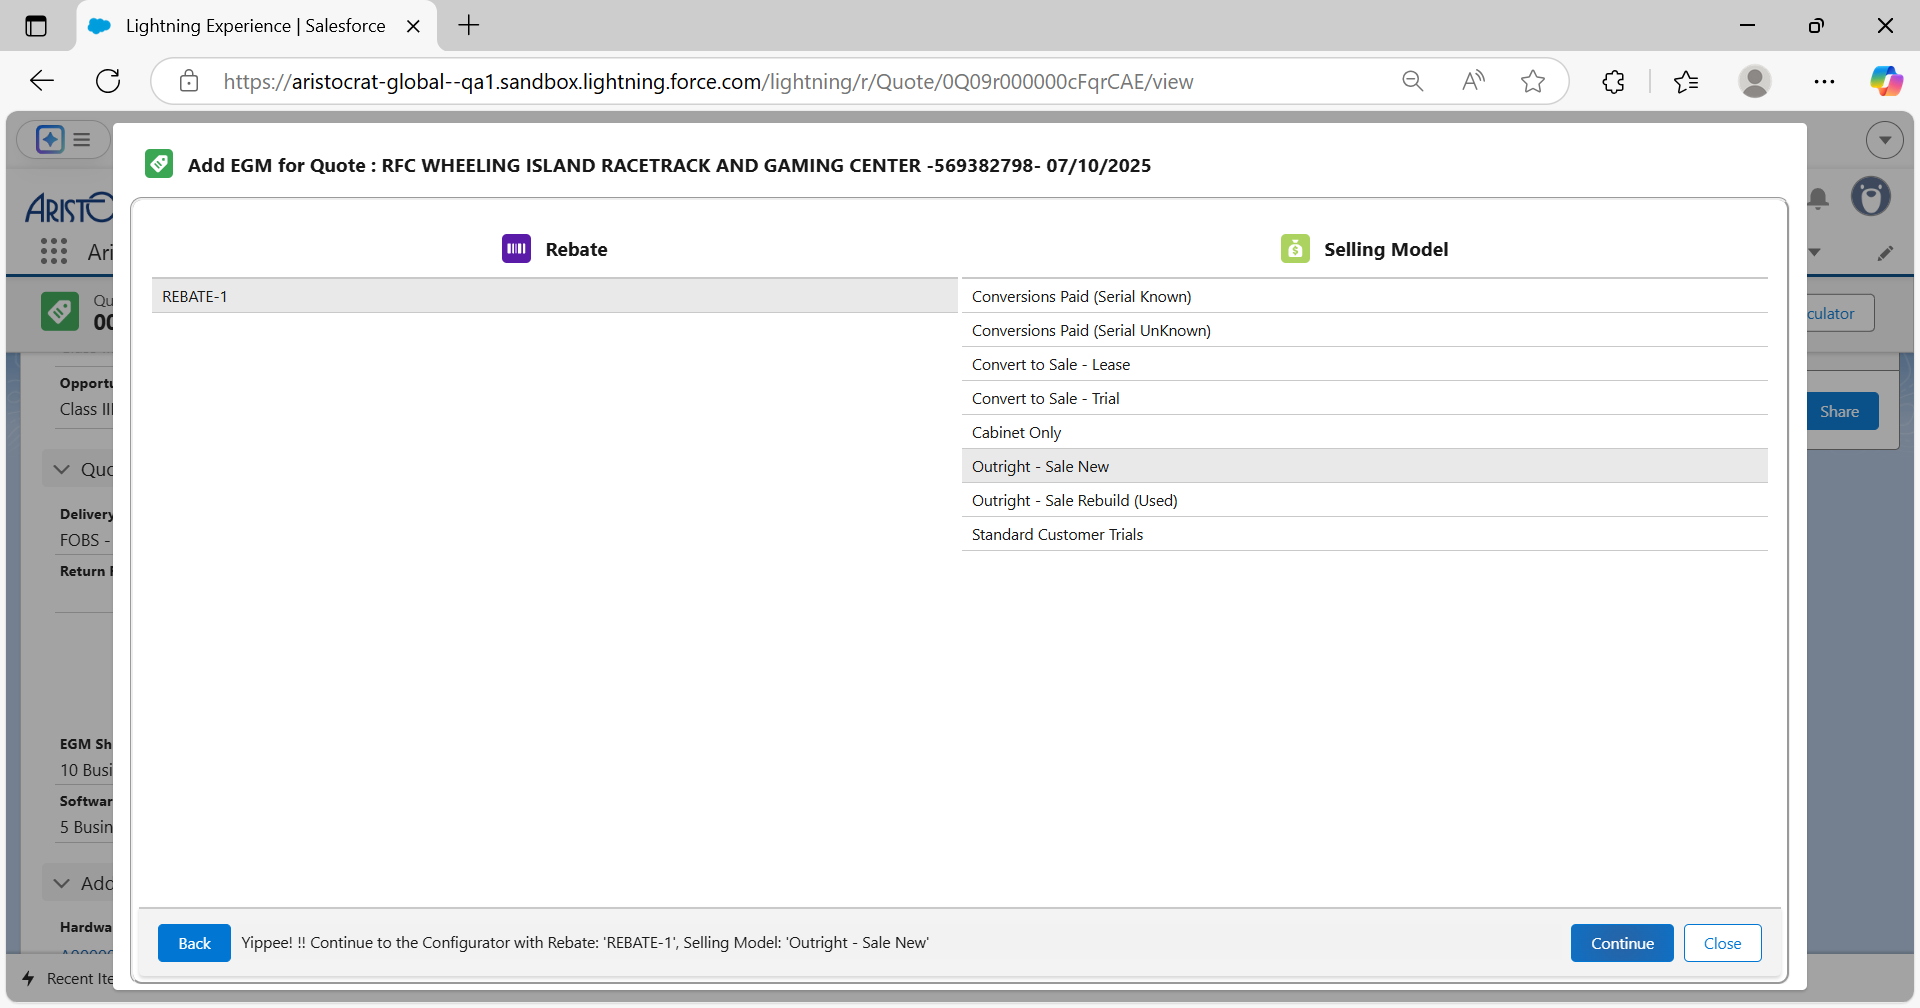 Lightning Experience | Salesforce
https://aristocrat-global--qa1.sandbox.lightning.force.com/lightning/r/Quote/0Q09r000000cFqrCAE/view
Add EGM for Quote : RFC WHEELING ISLAND RACETRACK AND GAMING CENTER -569382798- 07/10/2025
Rebate
Selling Model
REBATE-1
Conversions Paid (Serial Known)
Conversions Paid (Serial UnKnown)
Convert to Sale - Lease
Convert to Sale - Trial
Cabinet Only
Outright - Sale New
Outright - Sale Rebuild (Used)
Standard Customer Trials
Back
Yippee! !! Continue to the Configurator with Rebate: 'REBATE-1', Selling Model: 'Outright - Sale New'
Continue
Close
ARISTO
Ari
Qu
00
culator
Opportu
Class III
Share
Quo
Delivery
FOBS -
Return
EGM Sh
10 Busi
Softwar
5 Busin
Add
Hardwa
Recent Ite